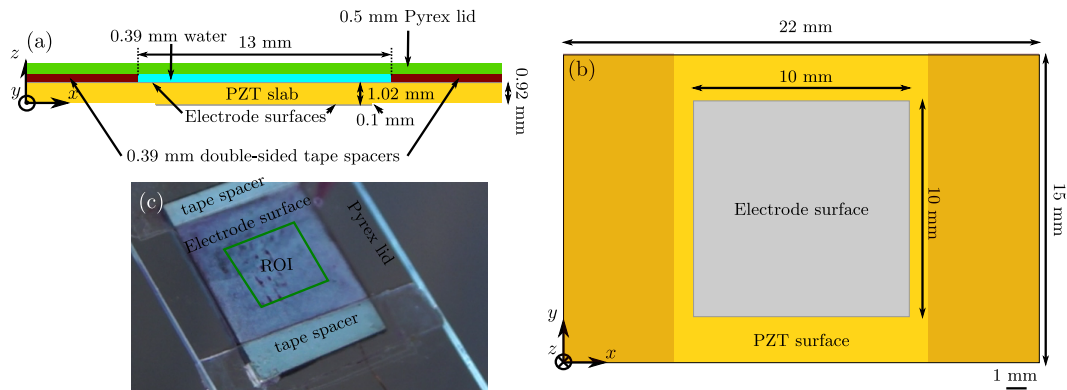 (a)
0.5 mm Pyrex lid
0.39 mm water
13 mm
z
y
x
PZT slab
1.02 mm
0.92 mm
Electrode surfaces
0.1 mm
0.39 mm double-sided tape spacers
(c)
tape spacer
Electrode surface
Pyrex lid
ROI
tape spacer
22 mm
(b)
10 mm
Electrode surface
10 mm
15 mm
y
z
x
PZT surface
1 mm